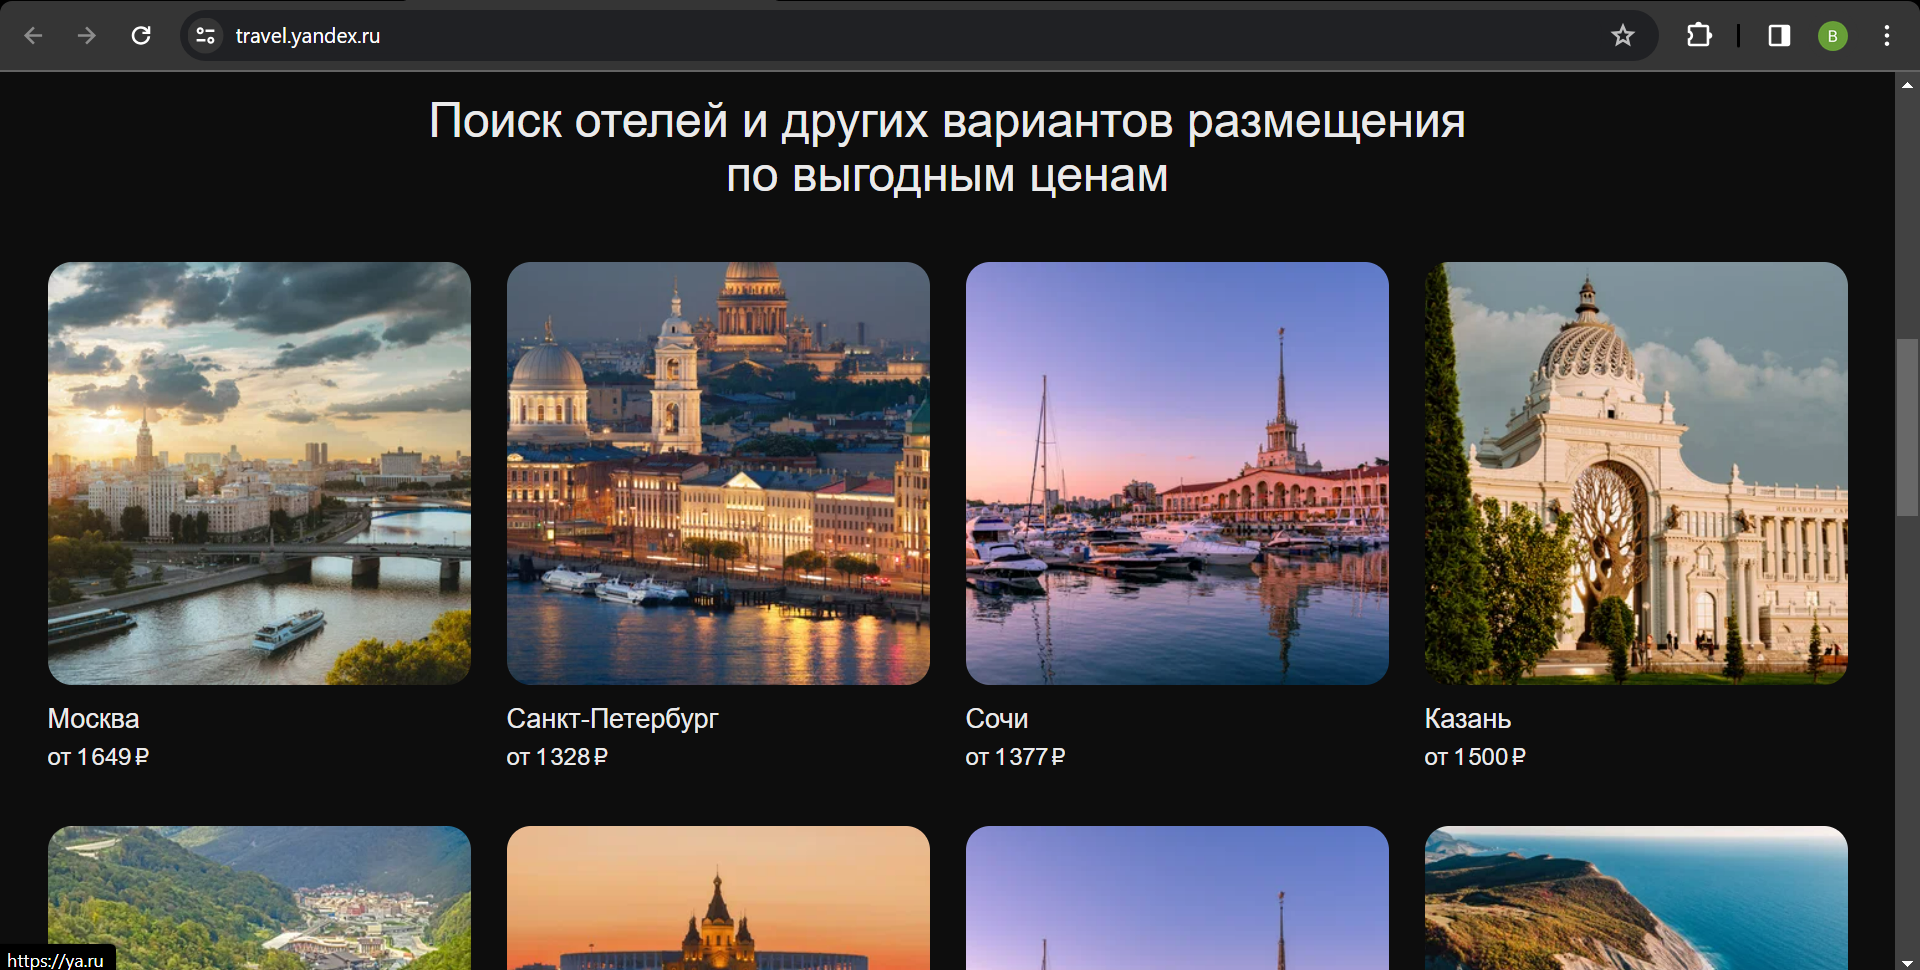 travel.yandex.ru
B
Поиск отелей и других вариантов размещения
по выгодным ценам
Москва
от 1649 ₽
Санкт-Петербург
от 1328 ₽
Сочи
от 1377 ₽
Казань
от 1500 ₽
https://ya.ru